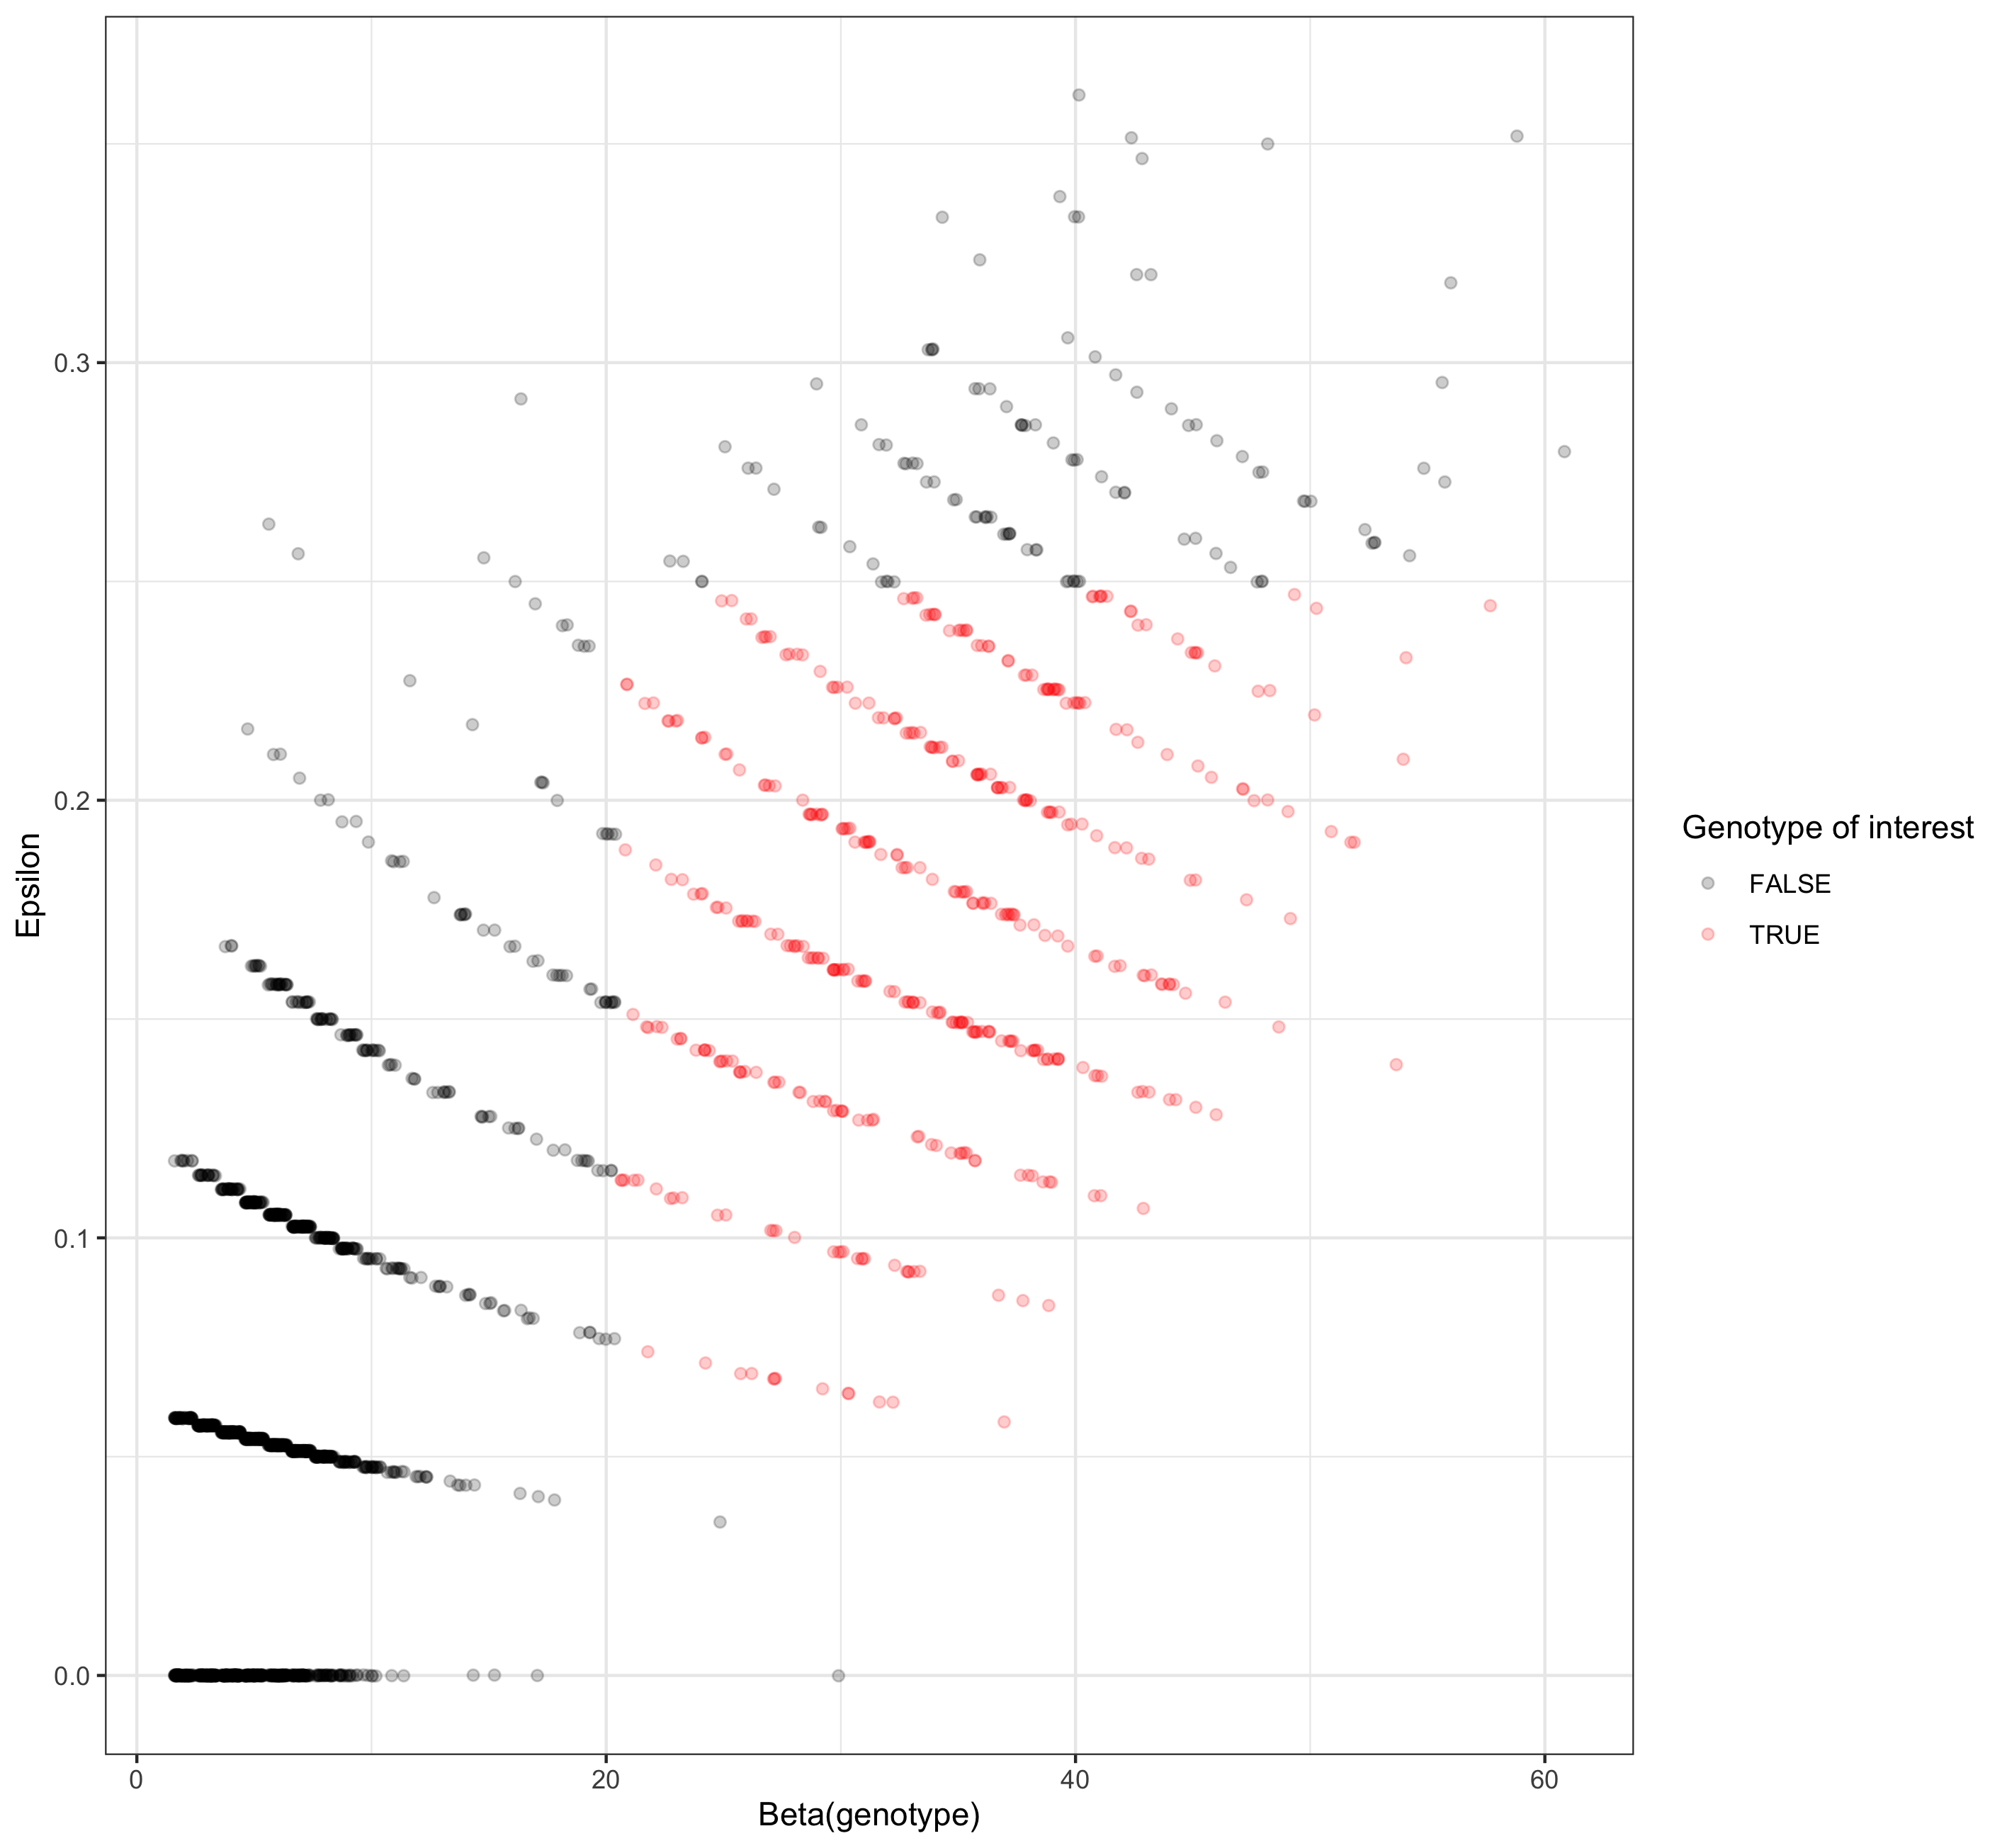 Epsilon
0.3
0.2
0.1
0.0
0
20
40
60
Beta(genotype)
Genotype of interest
FALSE
TRUE